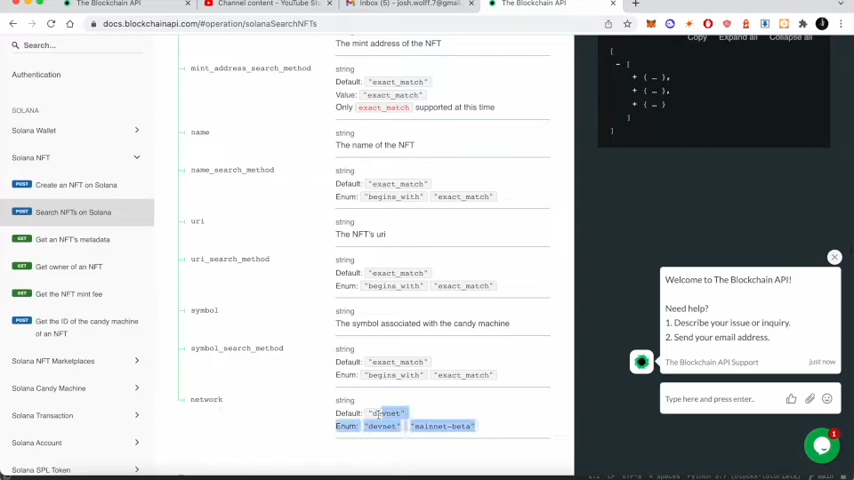 The Blockchain API
Channel content - YouTube St
Inbox (5) - josh.wolff.7@gmail.
The Blockchain API
docs.blockchainapi.com/#operation/solanaSearchNFTs
Search...
Authentication
SOLANA
Solana Wallet
Solana NFT
POST Create an NFT on Solana
POST Search NFTs on Solana
GET Get an NFT's metadata
GET Get owner of an NFT
GET Get the NFT mint fee
POST Get the ID of the candy machine
of an NFT
Solana NFT Marketplaces
Solana Candy Machine
Solana Transaction
Solana Account
Solana SPL Token
The mint address of the NFT
mint_address_search_method
string
Default: "exact_match"
Value: "exact_match"
Only exact_match supported at this time
name
string
The name of the NFT
name_search_method
string
Default: "exact_match"
Enum: "begins_with" "exact_match"
uri
string
The NFT's uri
uri_search_method
string
Default: "exact_match"
Enum: "begins_with" "exact_match"
symbol
string
The symbol associated with the candy machine
symbol_search_method
string
Default: "exact_match"
Enum: "begins_with" "exact_match"
network
string
Default: "devnet"
Enum: "devnet" "mainnet-beta"
Copy Expand all Collapse all
[
- [
+ { … },
+ { … },
+ { … }
]
]
Welcome to The Blockchain API!
Need help?
1. Describe your issue or inquiry.
2. Send your email address.
The Blockchain API Support
just now
Type here and press enter..
1